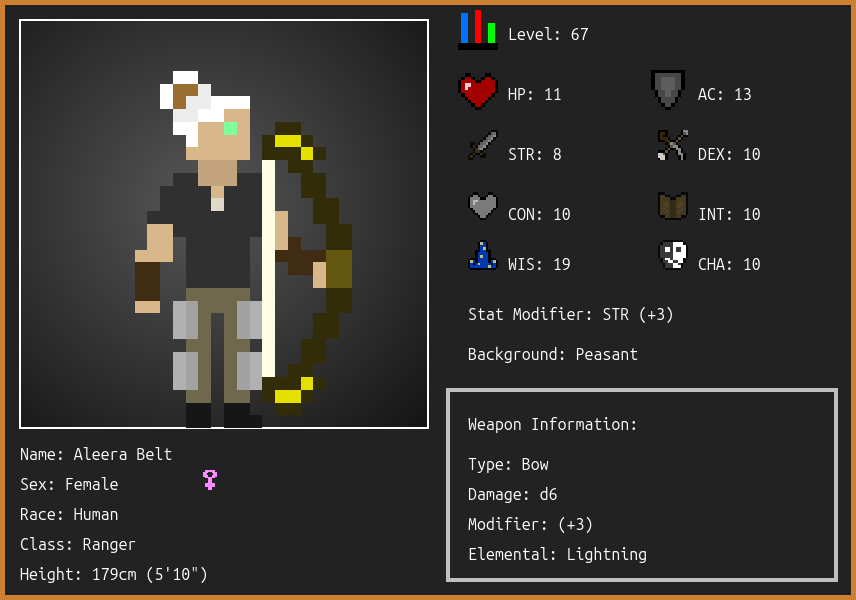 Level: 67
HP: 11
AC: 13
STR: 8
DEX: 10
CON: 10
INT: 10
WIS: 19
CHA: 10
Stat Modifier: STR (+3)
Background: Peasant
Weapon Information:
Type: Bow
Damage: d6
Modifier: (+3)
Elemental: Lightning
Name: Aleera Belt
Sex: Female
Race: Human
Class: Ranger
Height: 179cm (5'10")